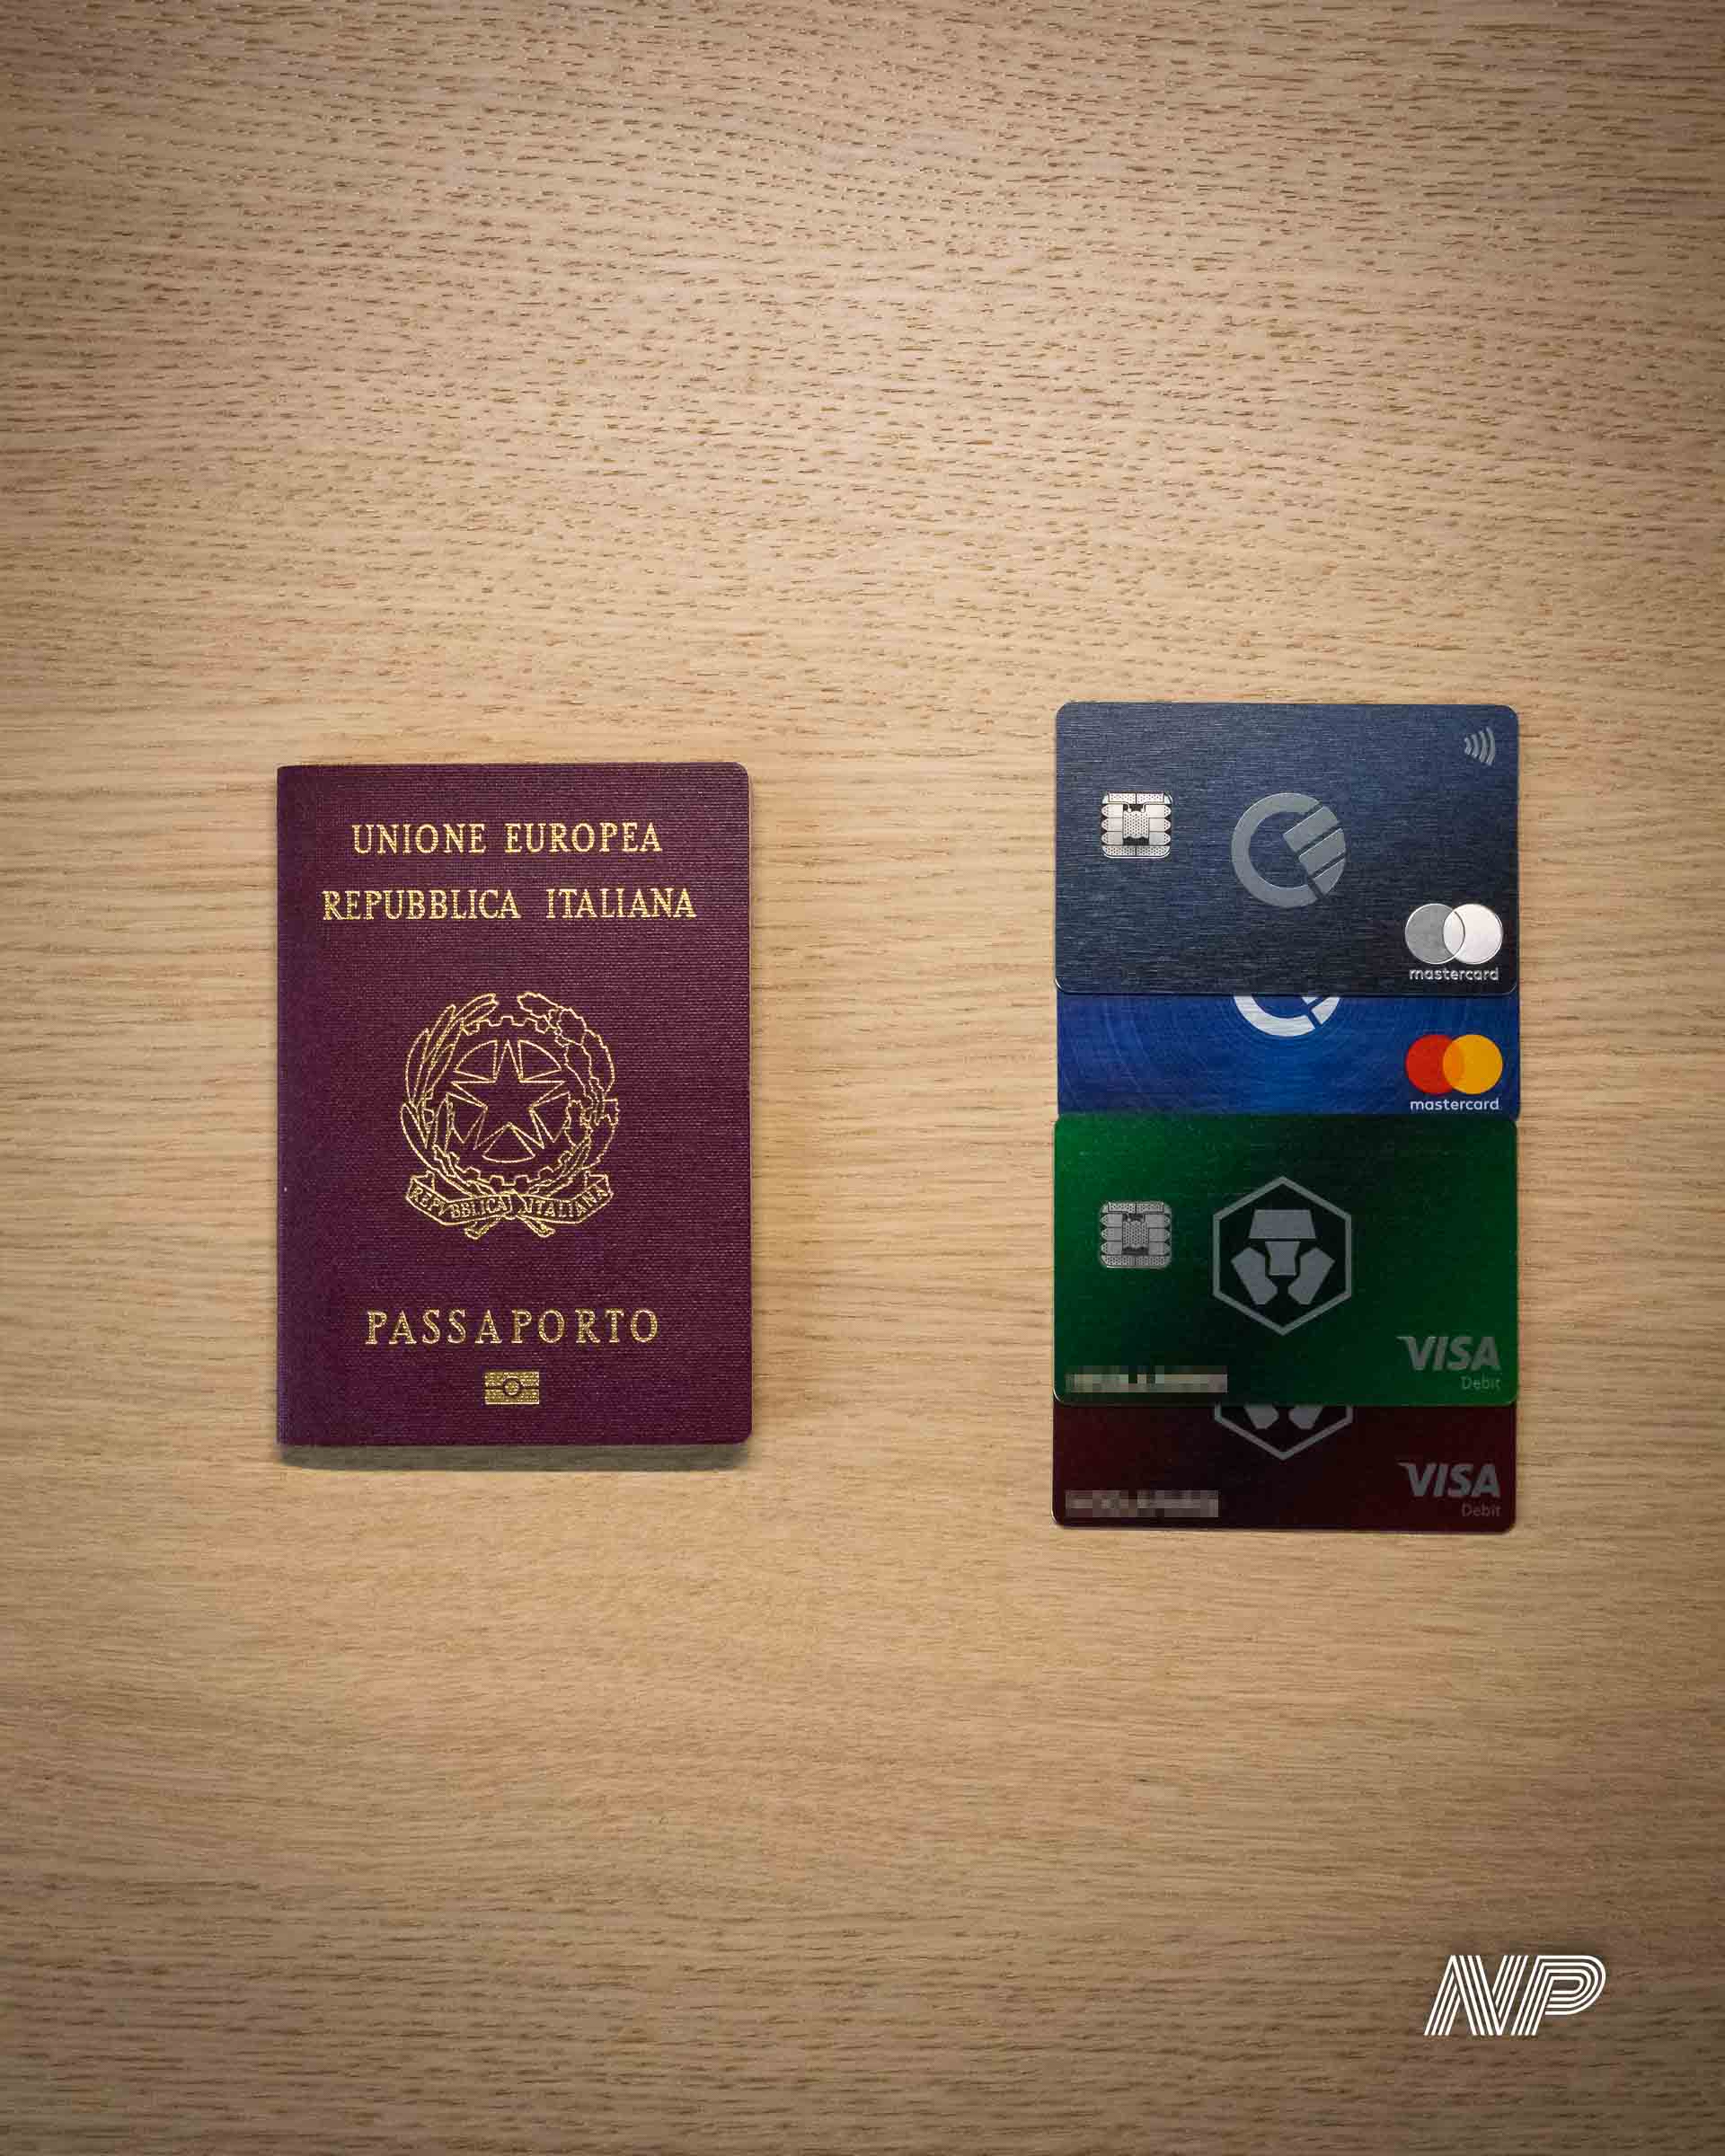 UNIONE EUROPEA
REPUBBLICA ITALIANA
REPVBBLICA ITALIANA
PASSAPORTO
mastercard
mastercard
VISA
Debit
VISA
Debit
NP